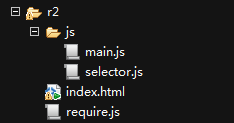 r2
js
main.js
selector.js
index.html
require.js